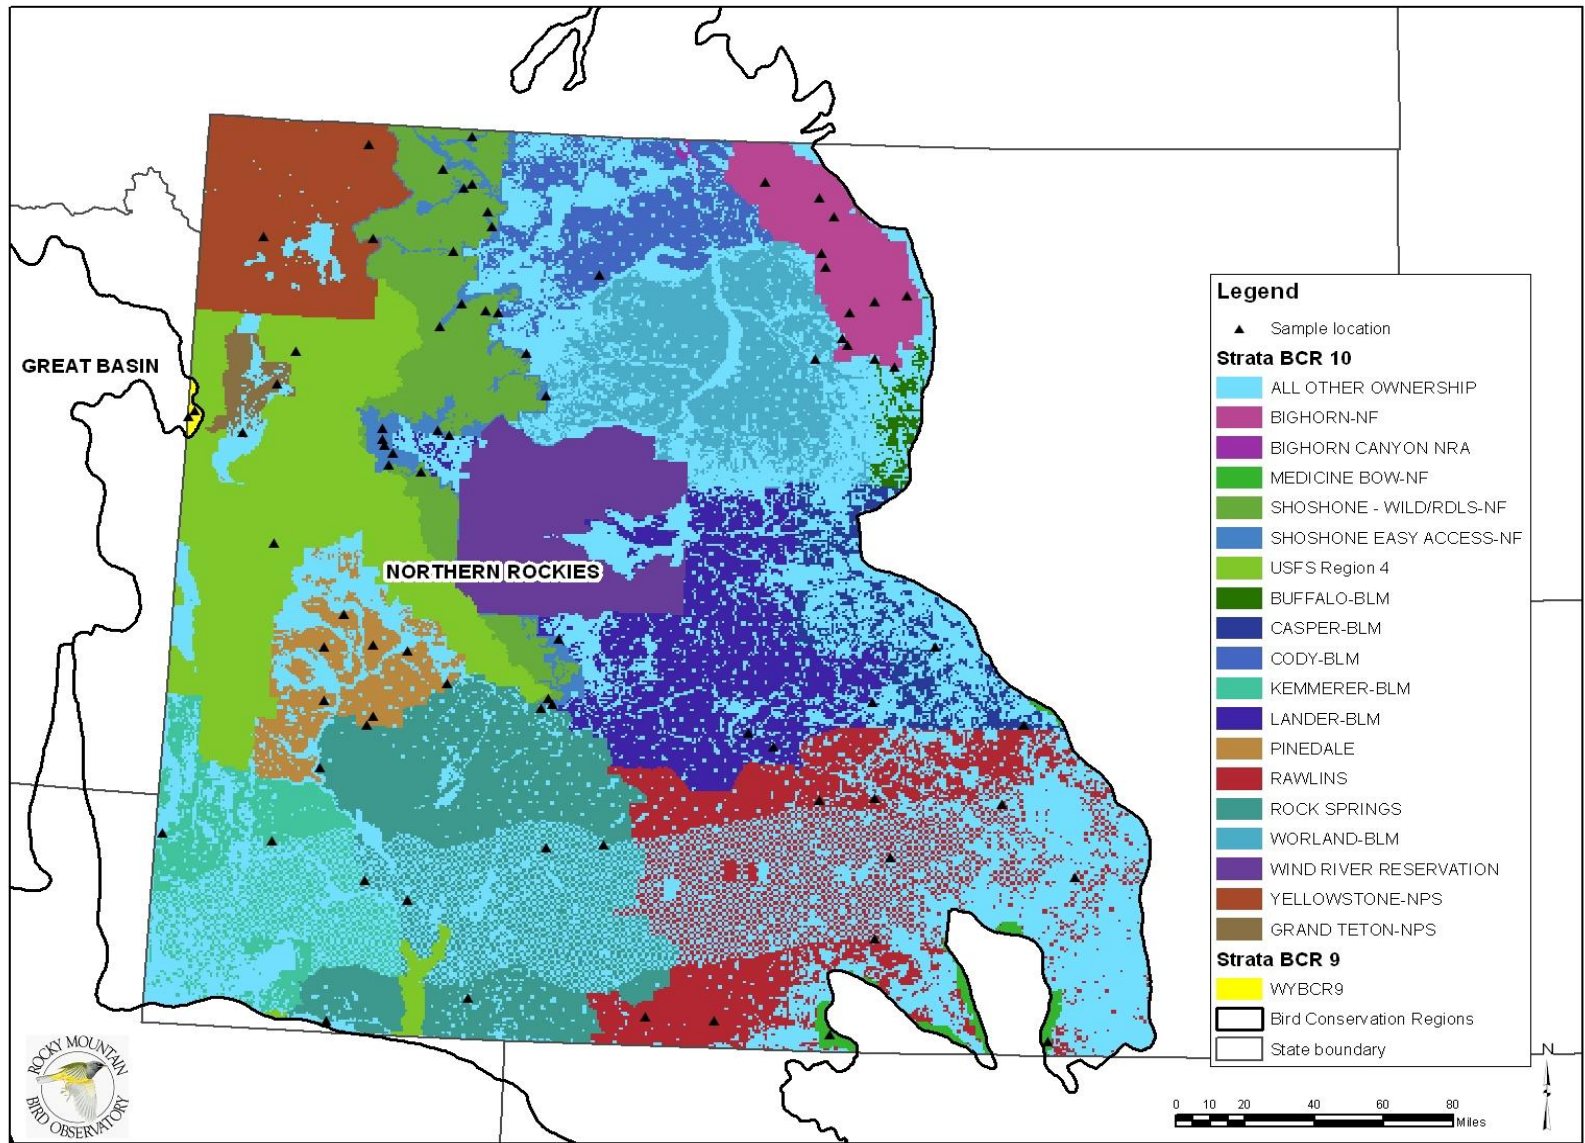 GREAT BASIN
NORTHERN ROCKIES
Legend
Sample location
Strata BCR 10
ALL OTHER OWNERSHIP
BIGHORN-NF
BIGHORN CANYON NRA
MEDICINE BOW-NF
SHOSHONE - WILD/RDLS-NF
SHOSHONE EASY ACCESS-NF
USFS Region 4
BUFFALO-BLM
CASPER-BLM
CODY-BLM
KEMMERER-BLM
LANDER-BLM
PINEDALE
RAWLINS
ROCK SPRINGS
WORLAND-BLM
WIND RIVER RESERVATION
YELLOWSTONE-NPS
GRAND TETON-NPS
Strata BCR 9
WYBCR9
Bird Conservation Regions
State boundary
ROCKY MOUNTAIN
BIRD OBSERVATORY
N
0 10 20 40 60 80
Miles